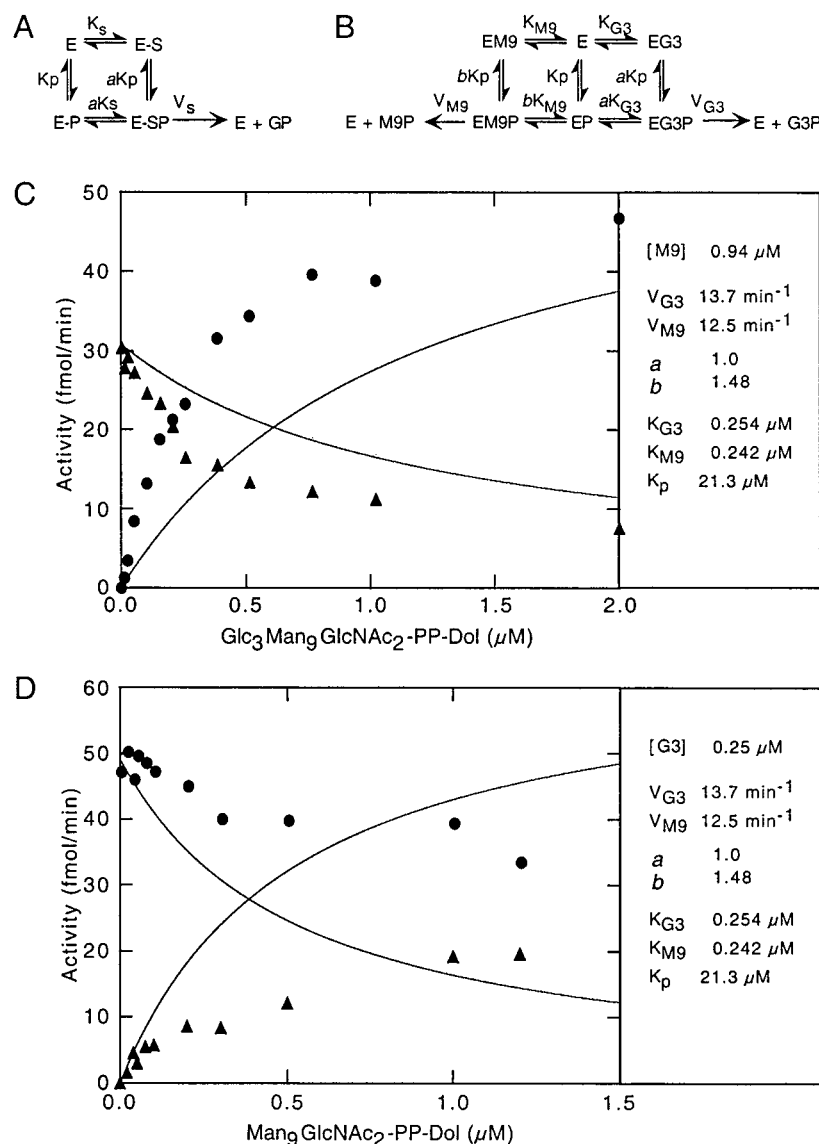 A
K_s
E
E-S
Kp
aKp
aKs
V_s
E-P
E-SP
E + GP
B
K_M9
K_G3
EM9
E
EG3
bKp
Kp
aKp
V_M9
bK_M9
aK_G3
V_G3
E + M9P
EM9P
EP
EG3P
E + G3P
C
50
40
30
20
10
0
Activity (fmol/min)
0.0
0.5
1.0
1.5
2.0
Glc₃Man₉GlcNAc₂-PP-Dol (μM)
[M9] 0.94 μM
V_G3 13.7 min⁻¹
V_M9 12.5 min⁻¹
a 1.0
b 1.48
K_G3 0.254 μM
K_M9 0.242 μM
K_p 21.3 μM
D
60
50
40
30
20
10
0
Activity (fmol/min)
0.0
0.5
1.0
1.5
Man₉GlcNAc₂-PP-Dol (μM)
[G3] 0.25 μM
V_G3 13.7 min⁻¹
V_M9 12.5 min⁻¹
a 1.0
b 1.48
K_G3 0.254 μM
K_M9 0.242 μM
K_p 21.3 μM